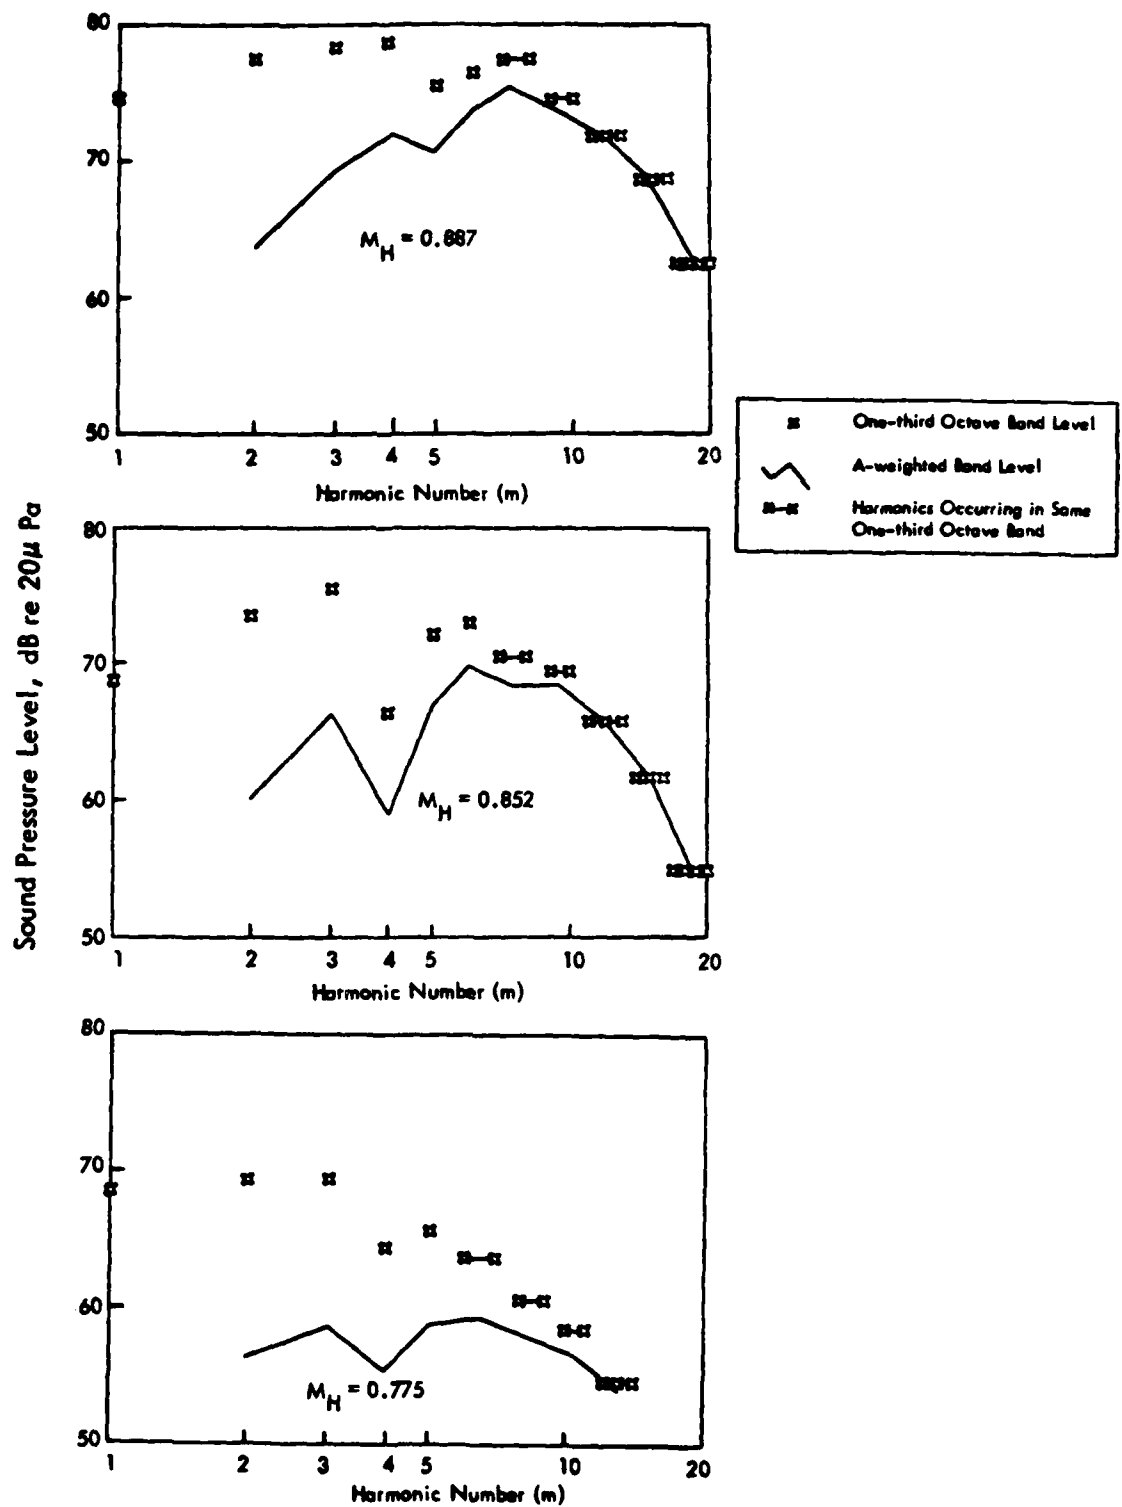 Sound Pressure Level, dB re 20μ Pa
80
70
60
50
1 2 3 4 5 10 20
M_H = 0.887
Harmonic Number (m)
One-third Octave Band Level
A-weighted Band Level
Harmonics Occurring in Same
One-third Octave Band
80
70
60
50
1 2 3 4 5 10 20
M_H = 0.852
Harmonic Number (m)
80
70
60
50
1 2 3 4 5 10 20
M_H = 0.775
Harmonic Number (m)